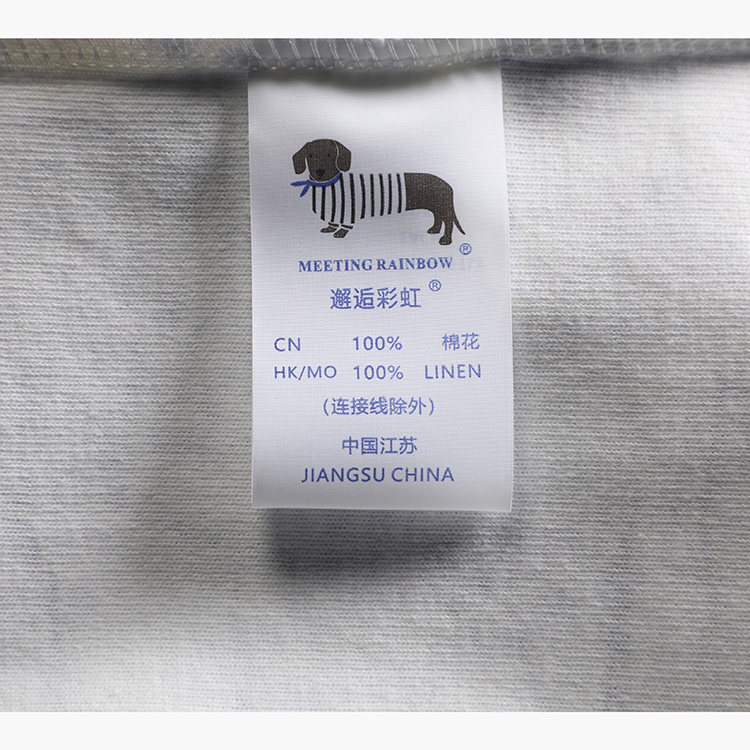 MEETING RAINBOW ®
邂逅彩虹 ®
CN 100% 棉花
HK/MO 100% LINEN
（连接线除外）
中国江苏
JIANGSU CHINA